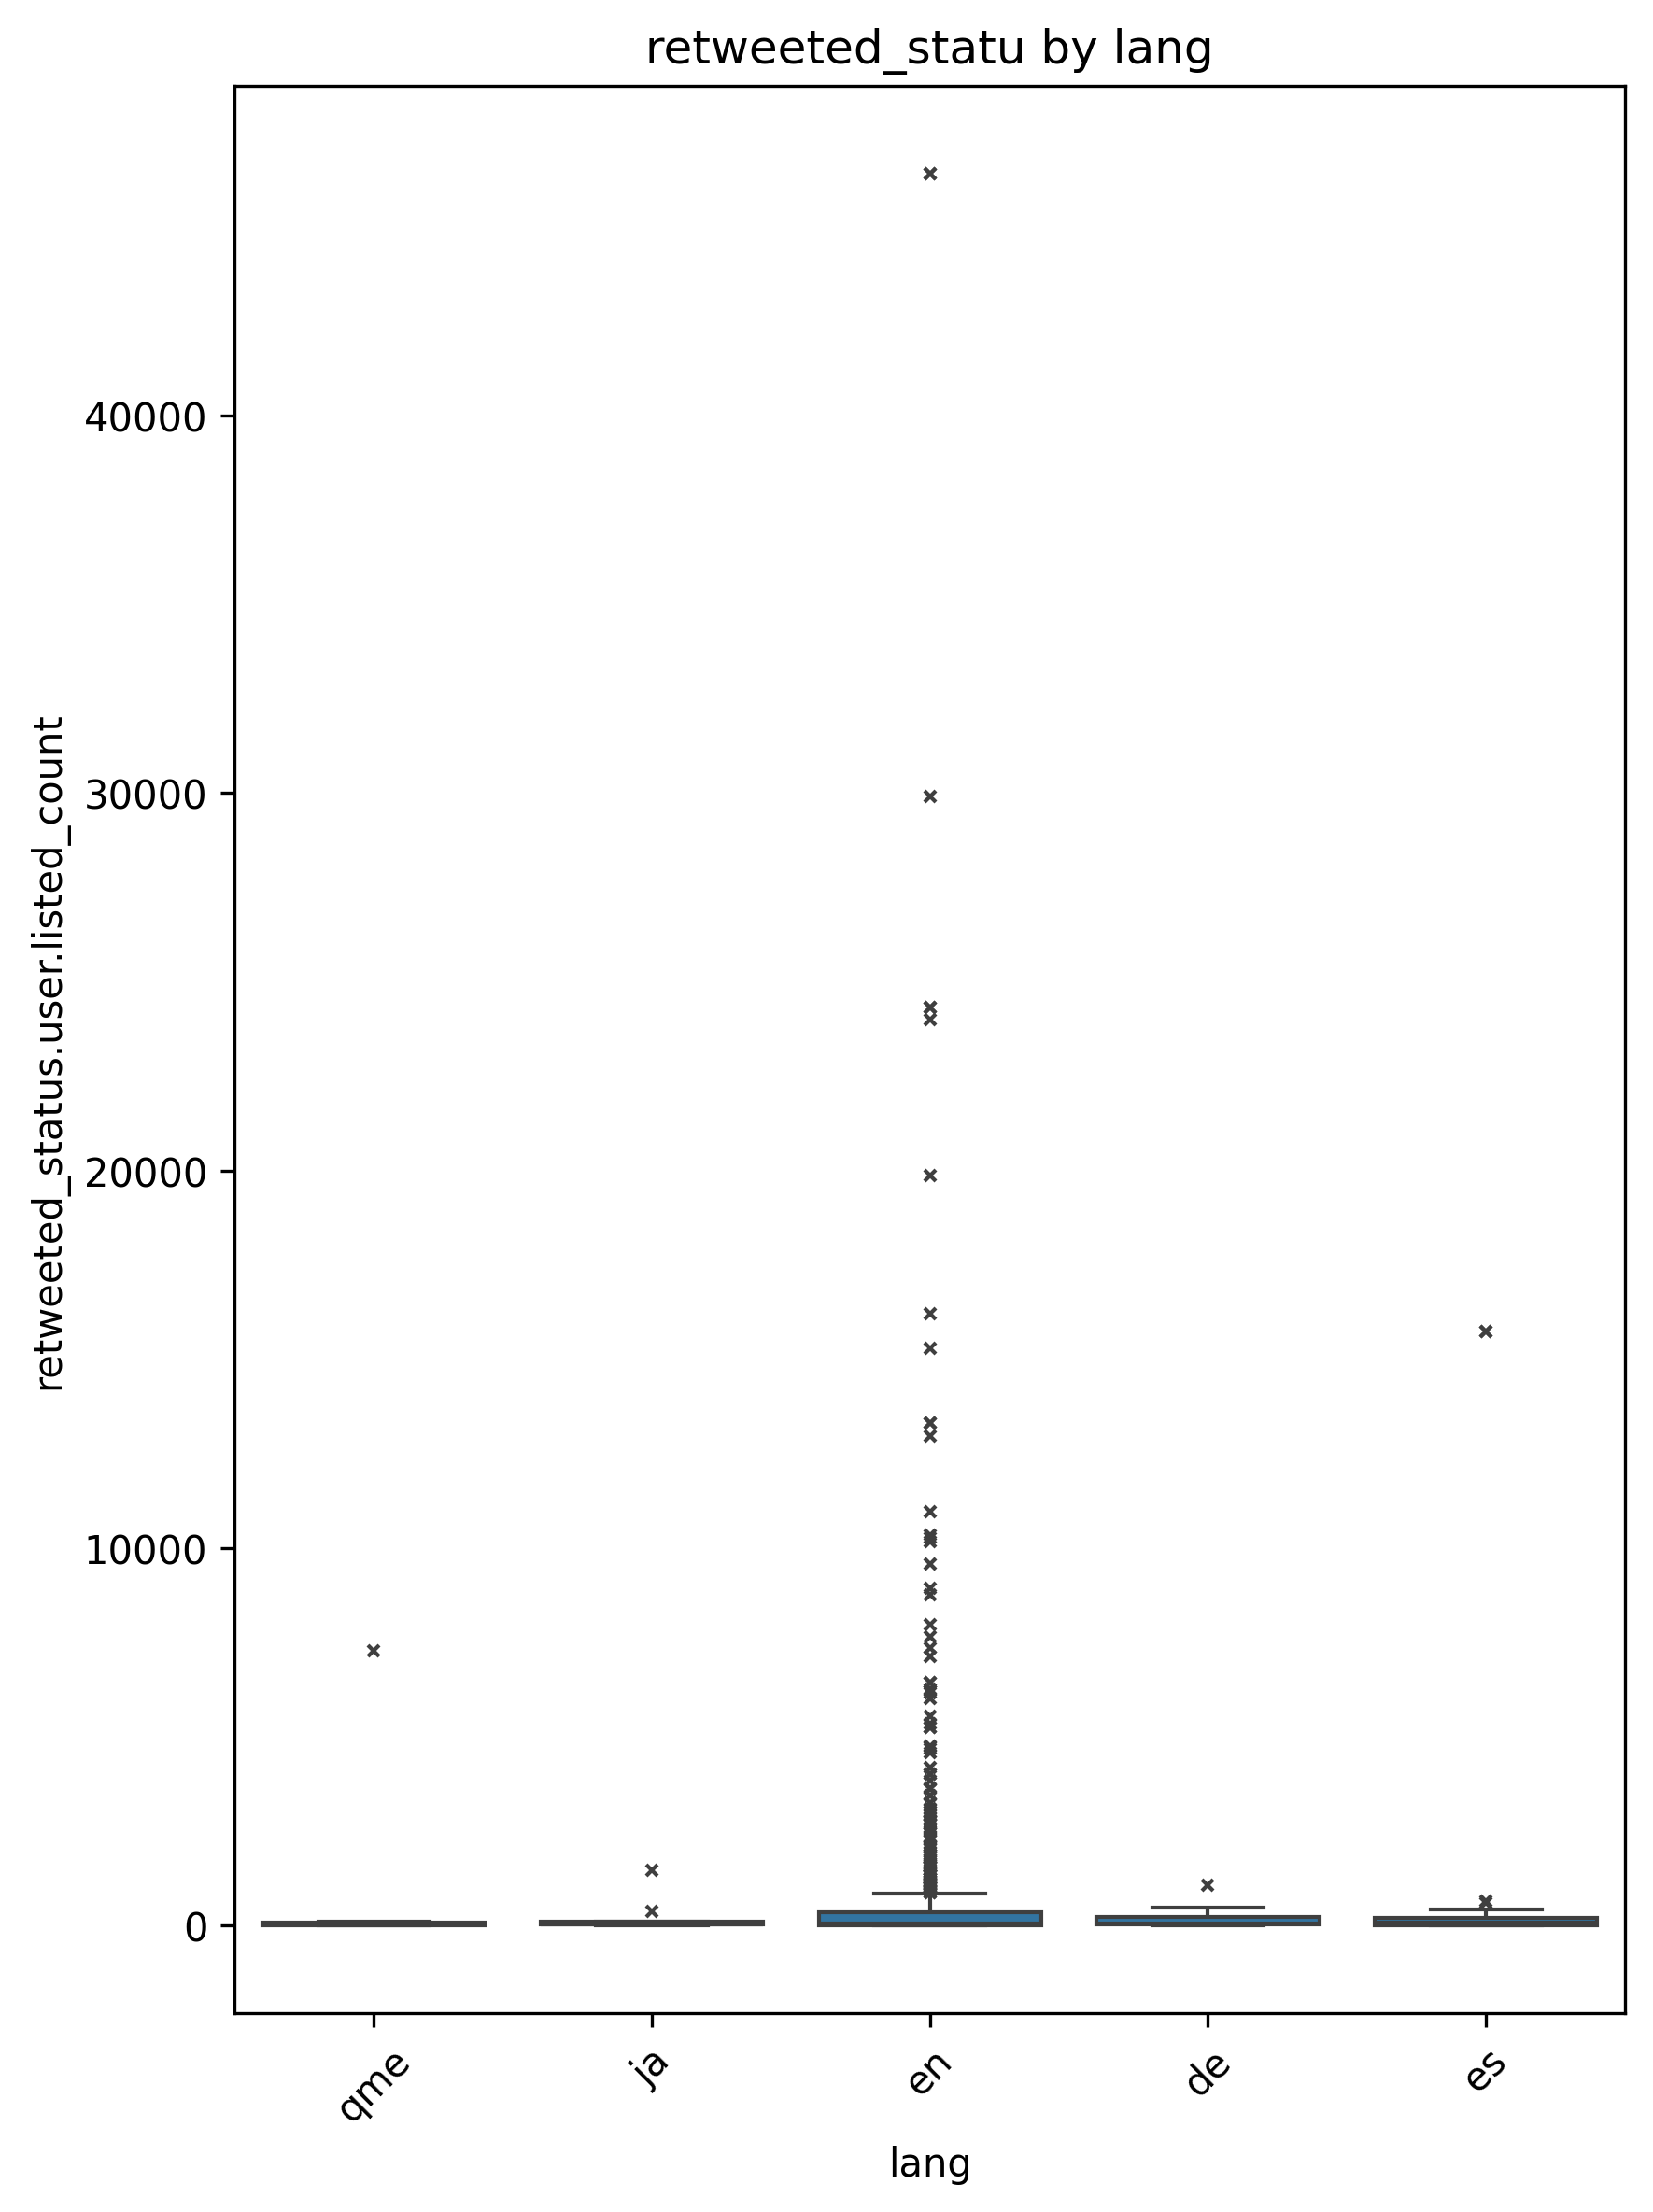 retweeted_statu by lang
retweeted_status.user.listed_count
40000
30000
20000
10000
0
qme
ja
en
de
es
lang